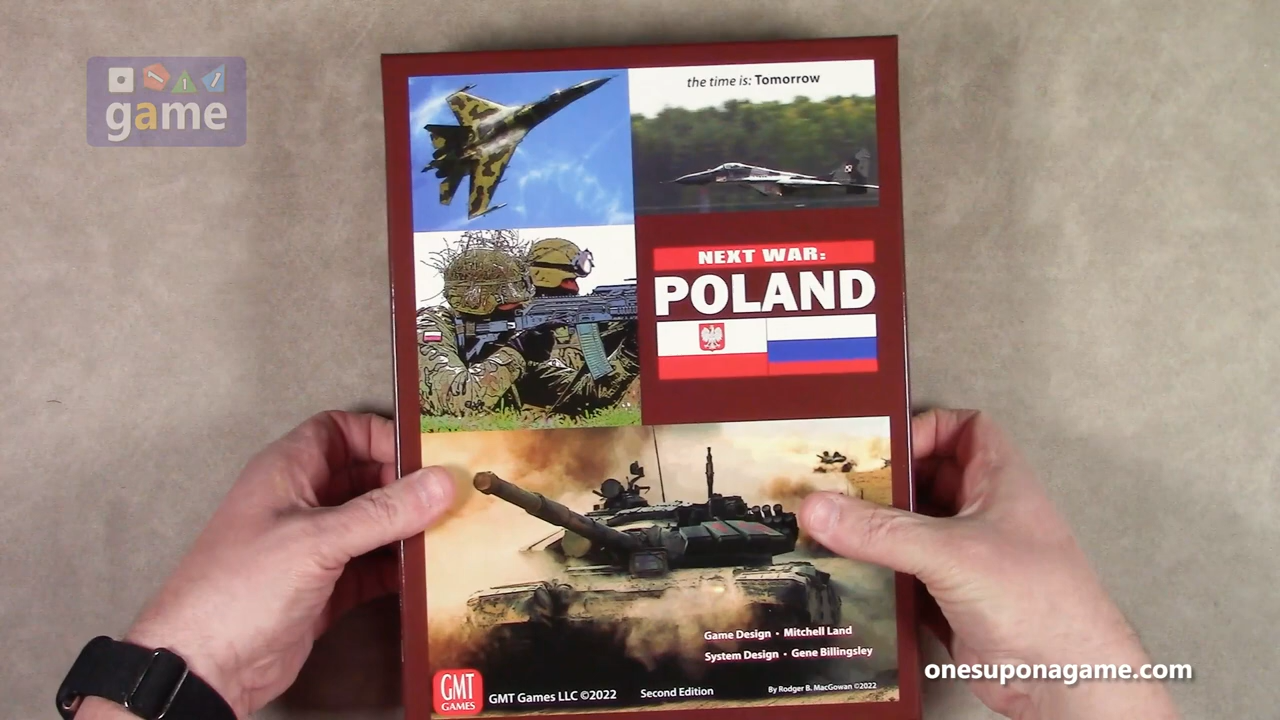 game
the time is: Tomorrow
NEXT WAR:
POLAND
Game Design • Mitchell Land
System Design • Gene Billingsley
GMT
GAMES
GMT Games LLC ©2022
Second Edition
By Rodger B. MacGowan ©2022
onesuponagame.com